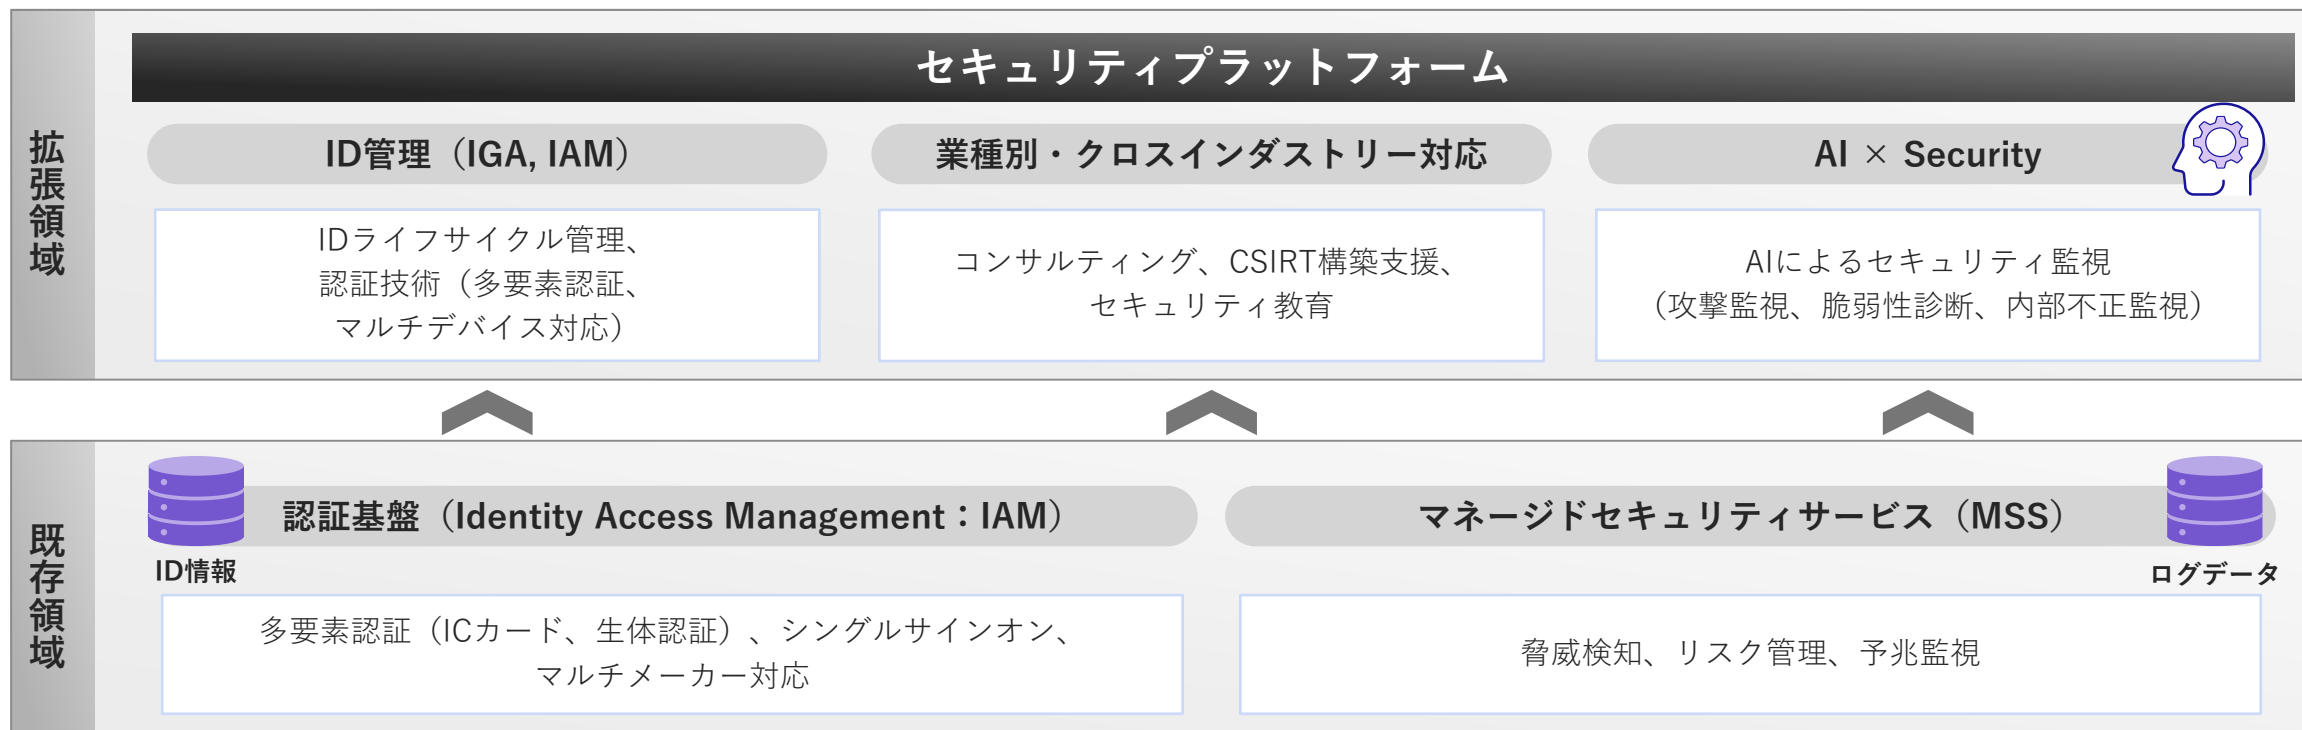 拡張領域
セキュリティプラットフォーム
ID管理（IGA, IAM）
IDライフサイクル管理、
認証技術（多要素認証、
マルチデバイス対応）
業種別・クロスインダストリー対応
コンサルティング、CSIRT構築支援、
セキュリティ教育
AI × Security
AIによるセキュリティ監視
（攻撃監視、脆弱性診断、内部不正監視）
既存領域
認証基盤（Identity Access Management：IAM）
ID情報
多要素認証（ICカード、生体認証）、シングルサインオン、
マルチメーカー対応
マネージドセキュリティサービス（MSS）
ログデータ
脅威検知、リスク管理、予兆監視